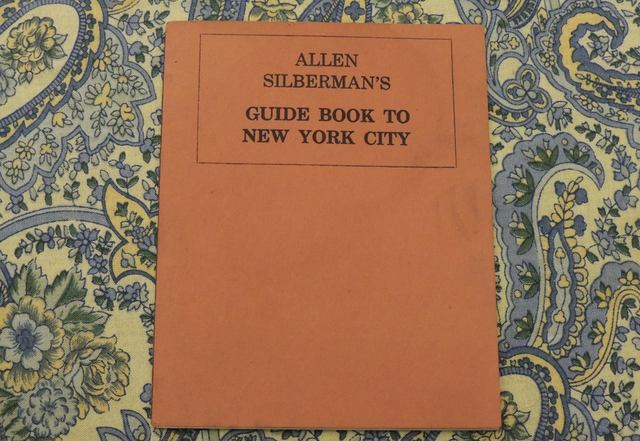 ALLEN
SILBERMAN'S
GUIDE BOOK TO
NEW YORK CITY